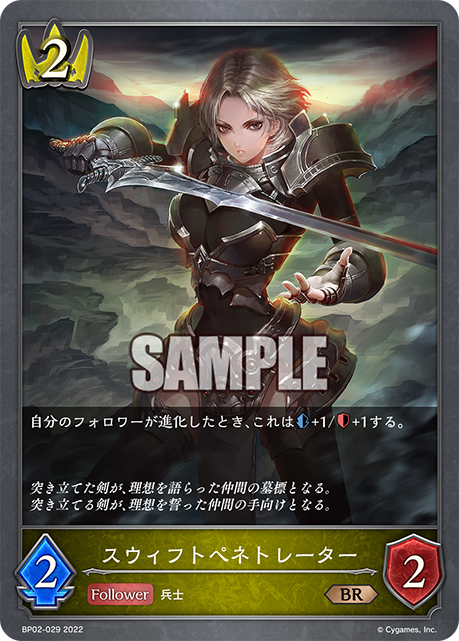 2
SAMPLE
自分のフォロワーが進化したとき、これは+1/+1する。
突き立てた剣が、理想を語らった仲間の墓標となる。
突き立てる剣が、理想を誓った仲間の手向けとなる。
スウィフトペネトレーター
2
Follower 兵士
BR
2
BP02-029 2022
© Cygames, Inc.